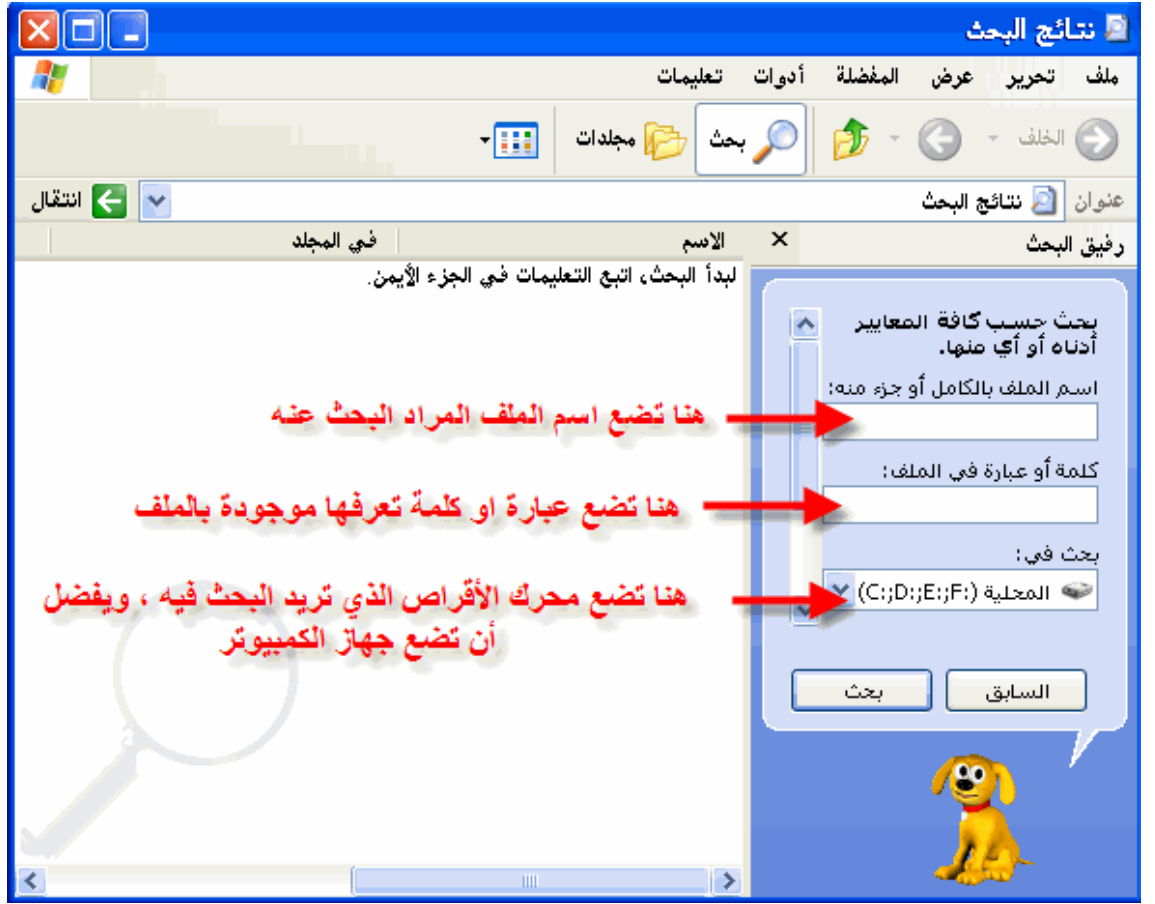 نتائج البحث
ملف تحرير عرض المفضلة أدوات تعليمات
الخلف بحث مجلدات
عنوان نتائج البحث انتقال
رفيق البحث
الاسم في المجلد
لبدأ البحث، اتبع التعليمات في الجزء الأيمن.
بحث حسب كافة المعايير
أدناه أو أي منها.
اسم الملف بالكامل أو جزء منه:
هنا تضع اسم الملف المراد البحث عنه
كلمة أو عبارة في الملف:
هنا تضع عبارة او كلمة تعرفها موجودة بالملف
بحث في:
المحلية (C:;D:;E:;F:)
هنا تضع محرك الأقراص الذي تريد البحث فيه ، ويفضل
أن تضع جهاز الكمبيوتر
السابق بحث